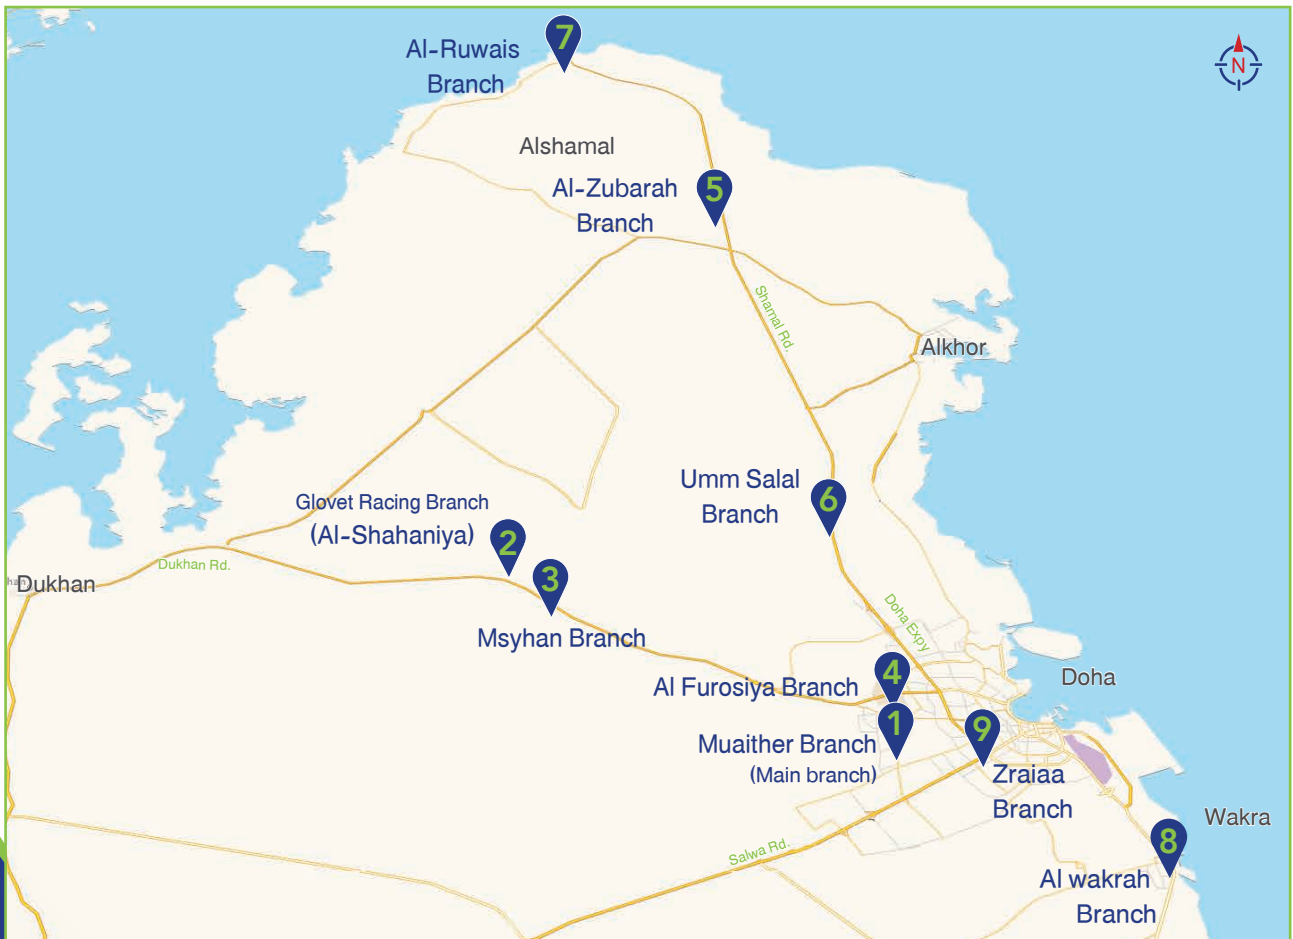 7
Al-Ruwais
Branch
N
Alshamal
Al-Zubarah
Branch
5
Shamal Rd.
Alkhor
Umm Salal
Branch
6
Glovet Racing Branch
(Al-Shahaniya)
2
Dukhan Rd.
Dukhan
3
Msyhan Branch
Doha Expy
4
Al Furosiya Branch
Doha
1
Muaither Branch
(Main branch)
9
Zraiaa
Branch
Wakra
8
Salwa Rd.
Al wakrah
Branch